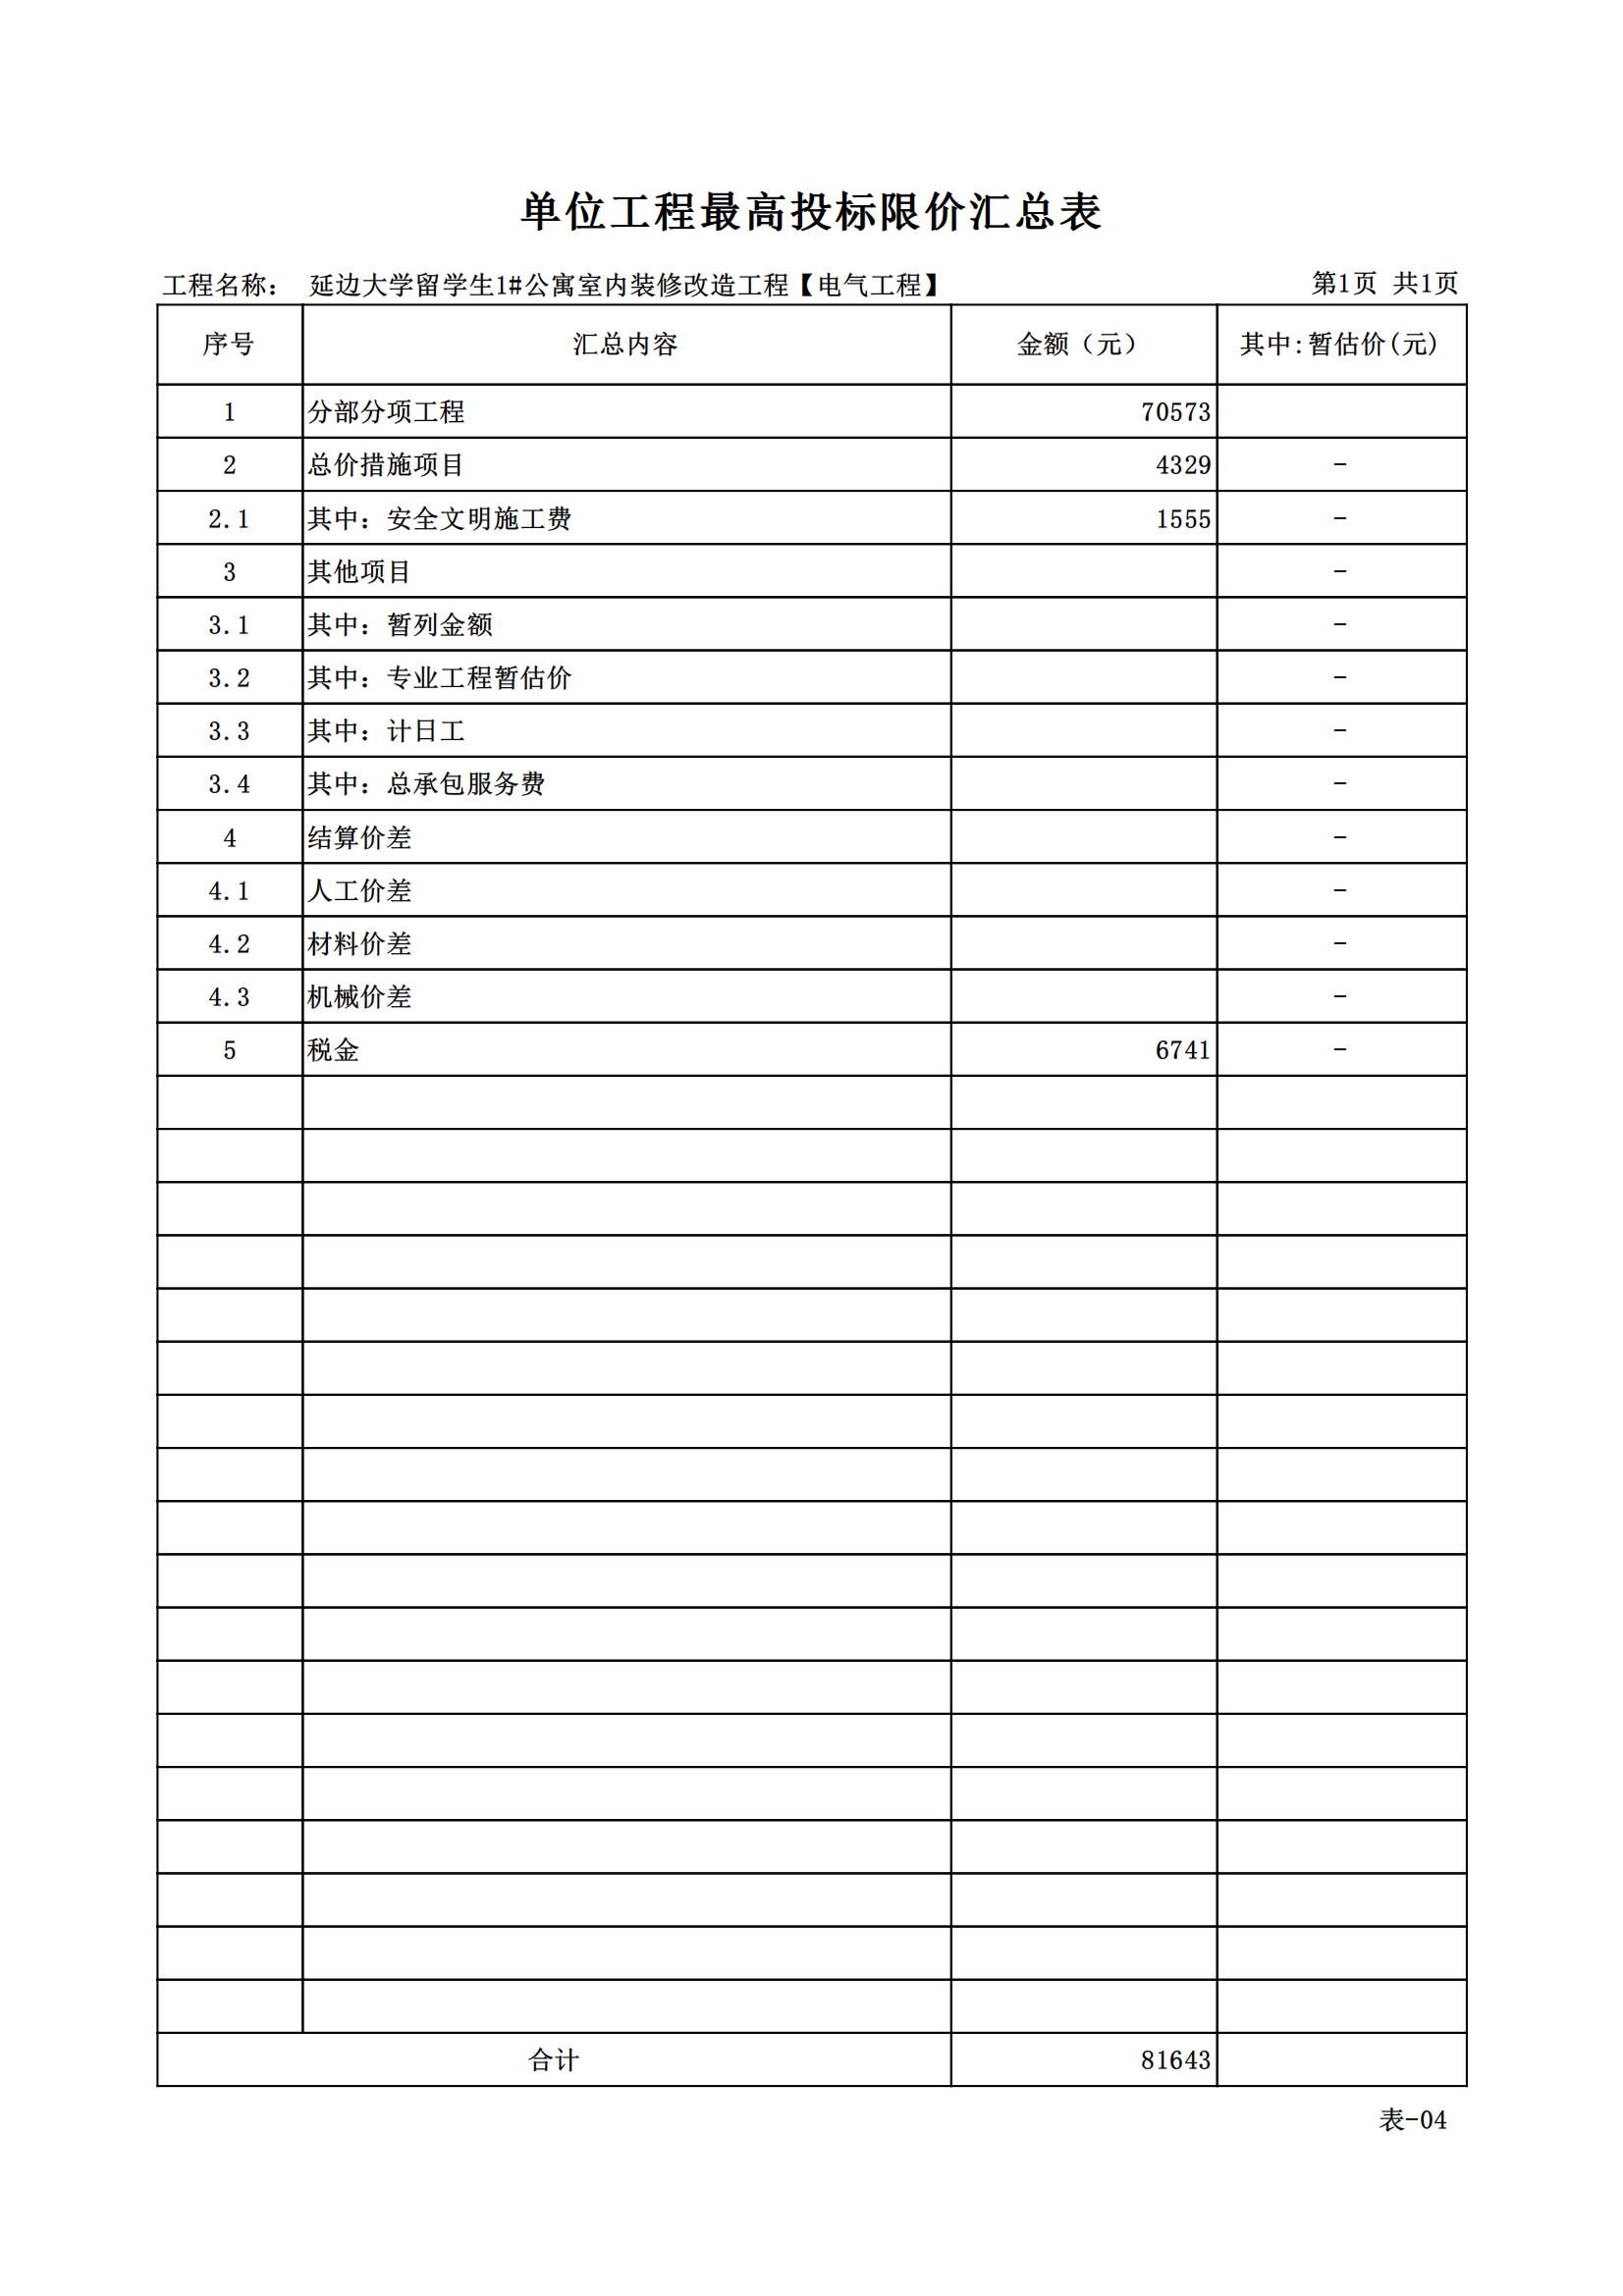 单位工程最高投标限价汇总表
工程名称： 延边大学留学生1#公寓室内装修改造工程【电气工程】 第1页 共1页
序号 汇总内容 金额（元） 其中:暂估价(元)
1 分部分项工程 70573
2 总价措施项目 4329 -
2.1 其中：安全文明施工费 1555 -
3 其他项目 -
3.1 其中：暂列金额 -
3.2 其中：专业工程暂估价 -
3.3 其中：计日工 -
3.4 其中：总承包服务费 -
4 结算价差 -
4.1 人工价差 -
4.2 材料价差 -
4.3 机械价差 -
5 税金 6741 -
合计 81643
表-04